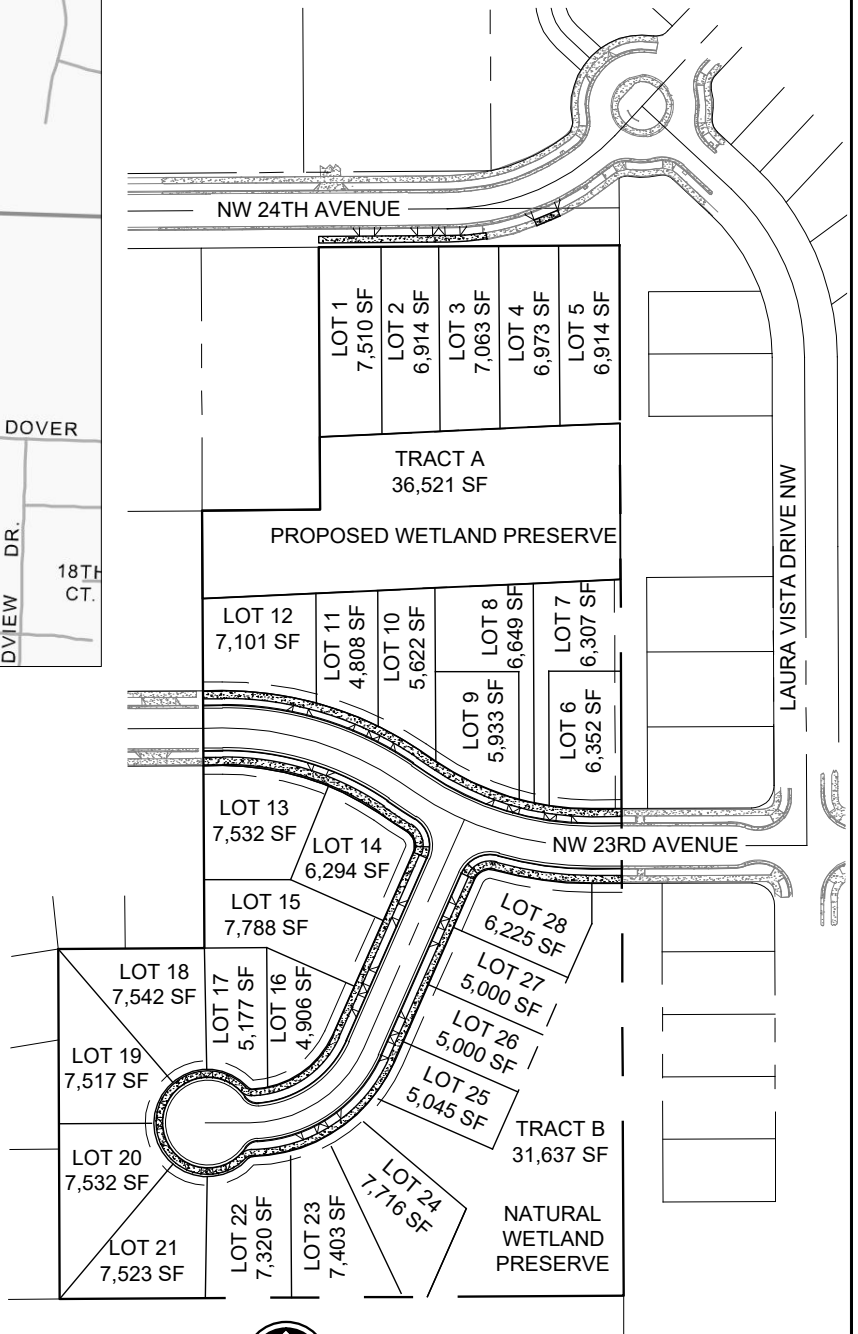 DOVER
DVIEW DR.
18TH
CT.
NW 24TH AVENUE
LOT 1
7,510 SF
LOT 2
6,914 SF
LOT 3
7,063 SF
LOT 4
6,973 SF
LOT 5
6,914 SF
TRACT A
36,521 SF
PROPOSED WETLAND PRESERVE
LAURA VISTA DRIVE NW
LOT 12
7,101 SF
LOT 11
4,808 SF
LOT 10
5,622 SF
LOT 8
6,649 SF
LOT 7
6,307 SF
LOT 9
5,933 SF
LOT 6
6,352 SF
LOT 13
7,532 SF
LOT 14
6,294 SF
NW 23RD AVENUE
LOT 15
7,788 SF
LOT 28
6,225 SF
LOT 27
5,000 SF
LOT 26
5,000 SF
LOT 25
5,045 SF
LOT 18
7,542 SF
LOT 17
5,177 SF
LOT 16
4,906 SF
LOT 19
7,517 SF
LOT 20
7,532 SF
LOT 21
7,523 SF
LOT 22
7,320 SF
LOT 23
7,403 SF
LOT 24
7,716 SF
TRACT B
31,637 SF
NATURAL
WETLAND
PRESERVE